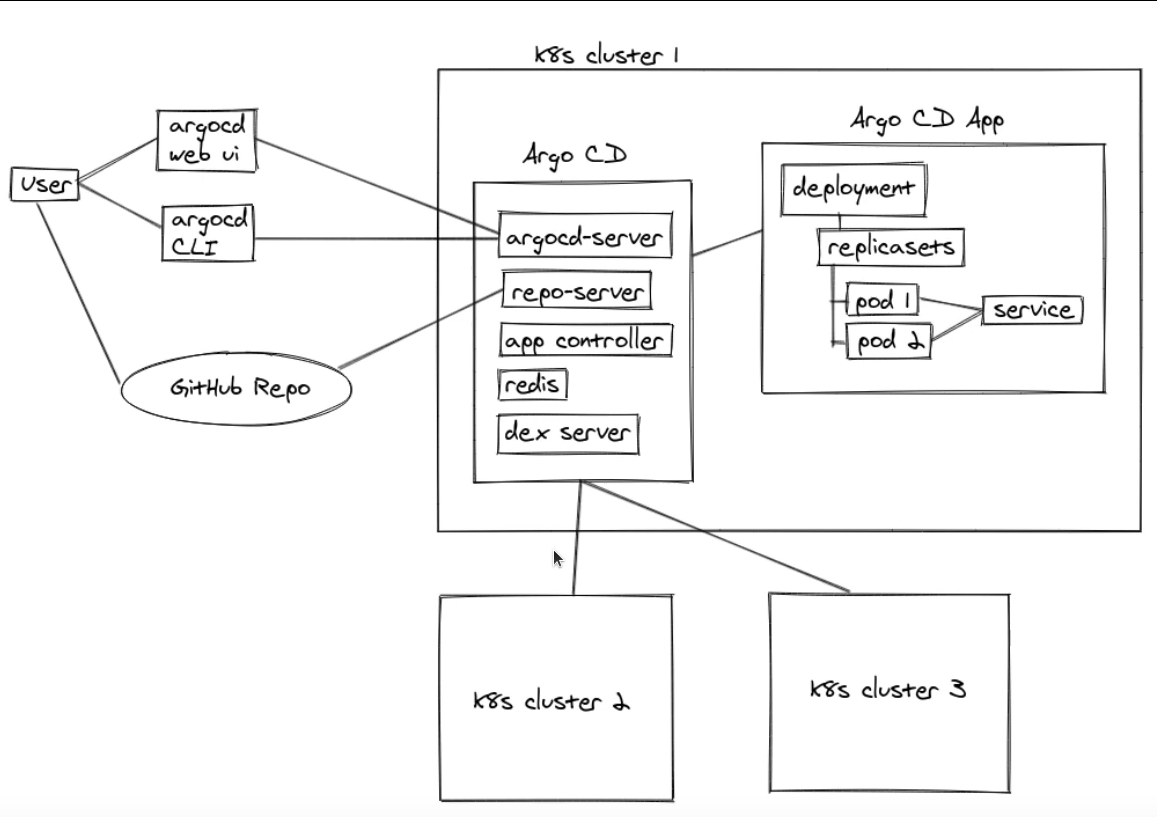 K8s cluster 1
Argo CD App
argocd
web ui
Argo CD
User
deployment
argocd
CLI
argocd-server
replicasets
repo-server
pod 1
service
app controller
pod 2
GitHub Repo
redis
dex server
K8s cluster 2
K8s cluster 3